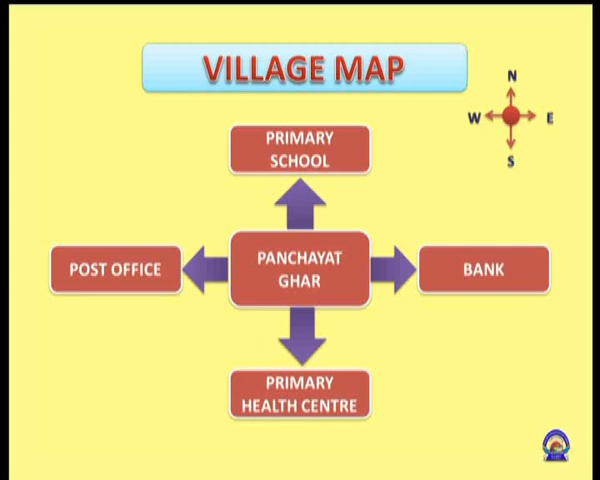 VILLAGE MAP
N
W E
S
PRIMARY
SCHOOL
POST OFFICE
PANCHAYAT
GHAR
BANK
PRIMARY
HEALTH CENTRE